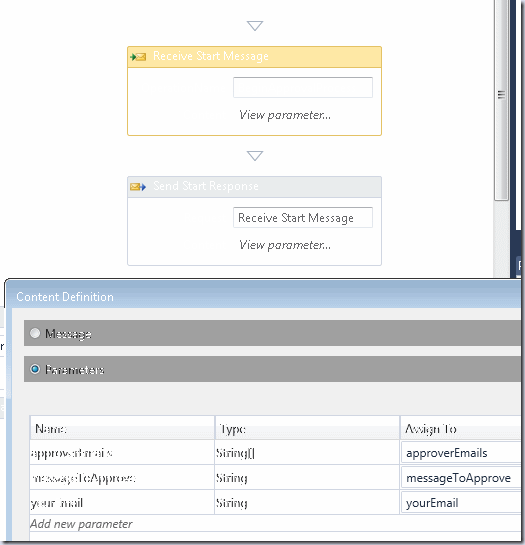 Receive Start Message
View parameter...
Send Start Response
Receive Start Message
View parameter...
Content Definition
Message
Parameters
Name Type Assign To
approverEmails String[] approverEmails
messageToApprove String messageToApprove
yourEmail String yourEmail
Add new parameter